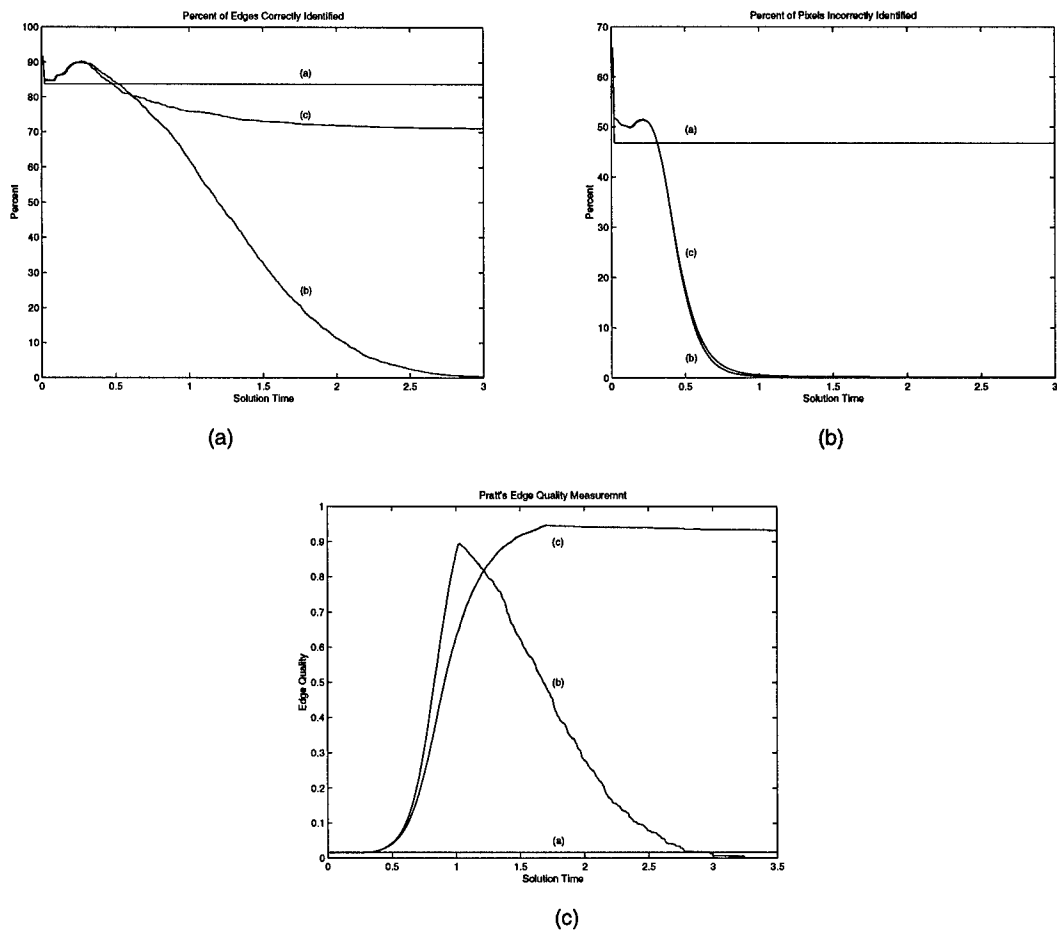 Percent of Edges Correctly Identified
100
90
80
70
60
50
40
30
20
10
0
Percent
(a)
(c)
(b)
0
0.5
1
1.5
2
2.5
3
Solution Time
(a)
Percent of Pixels Incorrectly Identified
70
60
50
40
30
20
10
0
Percent
(a)
(c)
(b)
0
0.5
1
1.5
2
2.5
3
Solution Time
(b)
Pratt's Edge Quality Measuremnt
1
0.9
0.8
0.7
0.6
0.5
0.4
0.3
0.2
0.1
0
Edge Quality
(c)
(b)
(a)
0
0.5
1
1.5
2
2.5
3
3.5
Solution Time
(c)